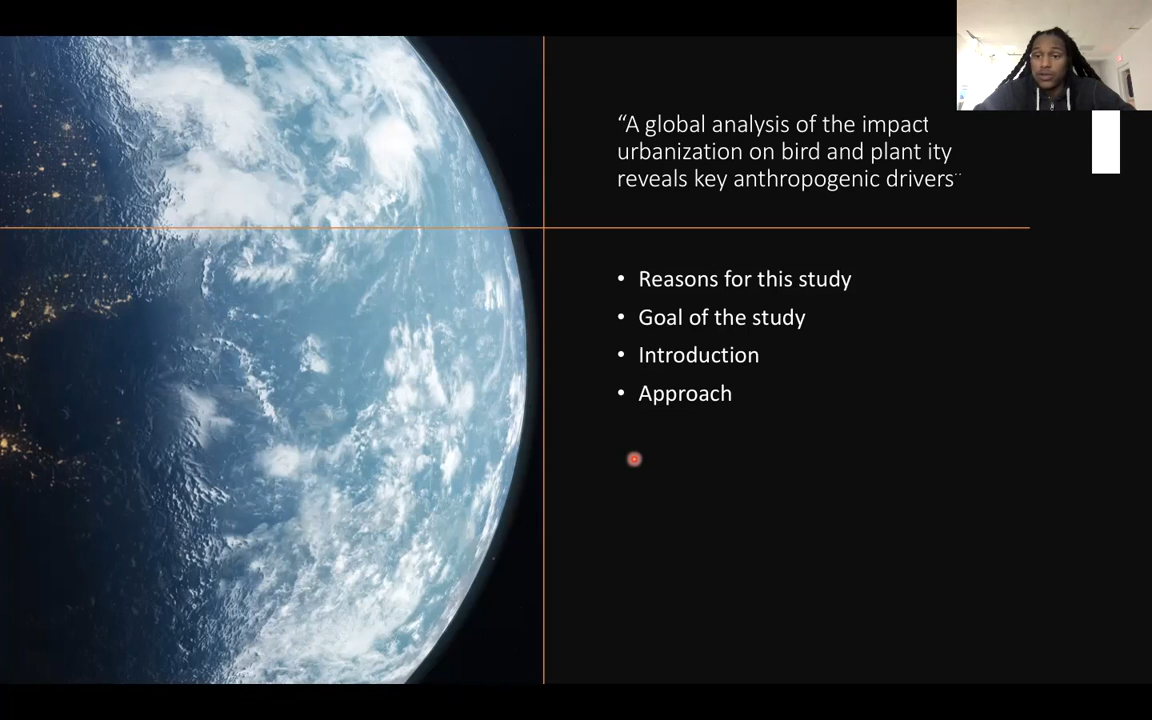 “A global analysis of the impact
urbanization on bird and plant ity
reveals key anthropogenic drivers”
• Reasons for this study
• Goal of the study
• Introduction
• Approach